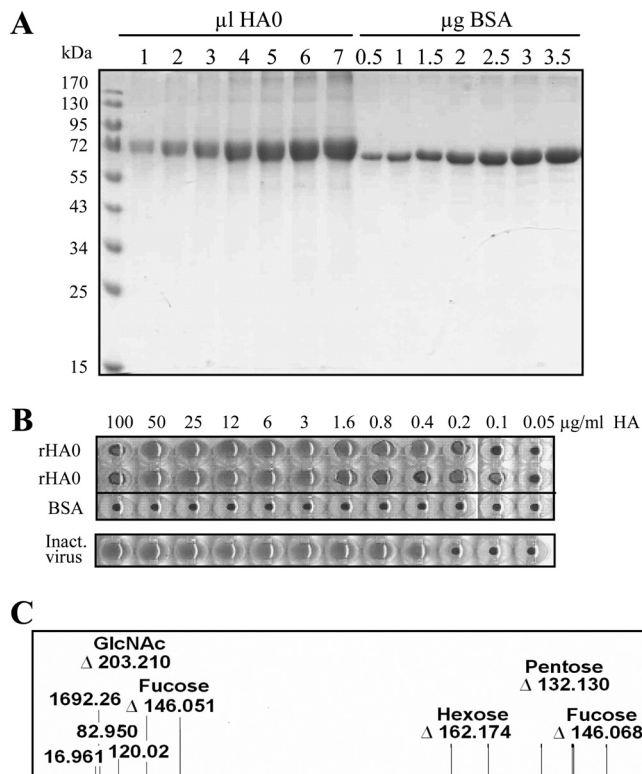 A
µl HA0 µg BSA
kDa 1 2 3 4 5 6 7 0.5 1 1.5 2 2.5 3 3.5
170
130
95
72
55
43
34
25
15
B
100 50 25 12 6 3 1.6 0.8 0.4 0.2 0.1 0.05 µg/ml HA
rHA0
rHA0
BSA
Inact.
virus
C
GlcNAc
Δ 203.210
Pentose
Δ 132.130
1692.26 Fucose
Δ 146.051
Hexose Fucose
82.950 Δ 162.174 Δ 146.068
16.961 120.02